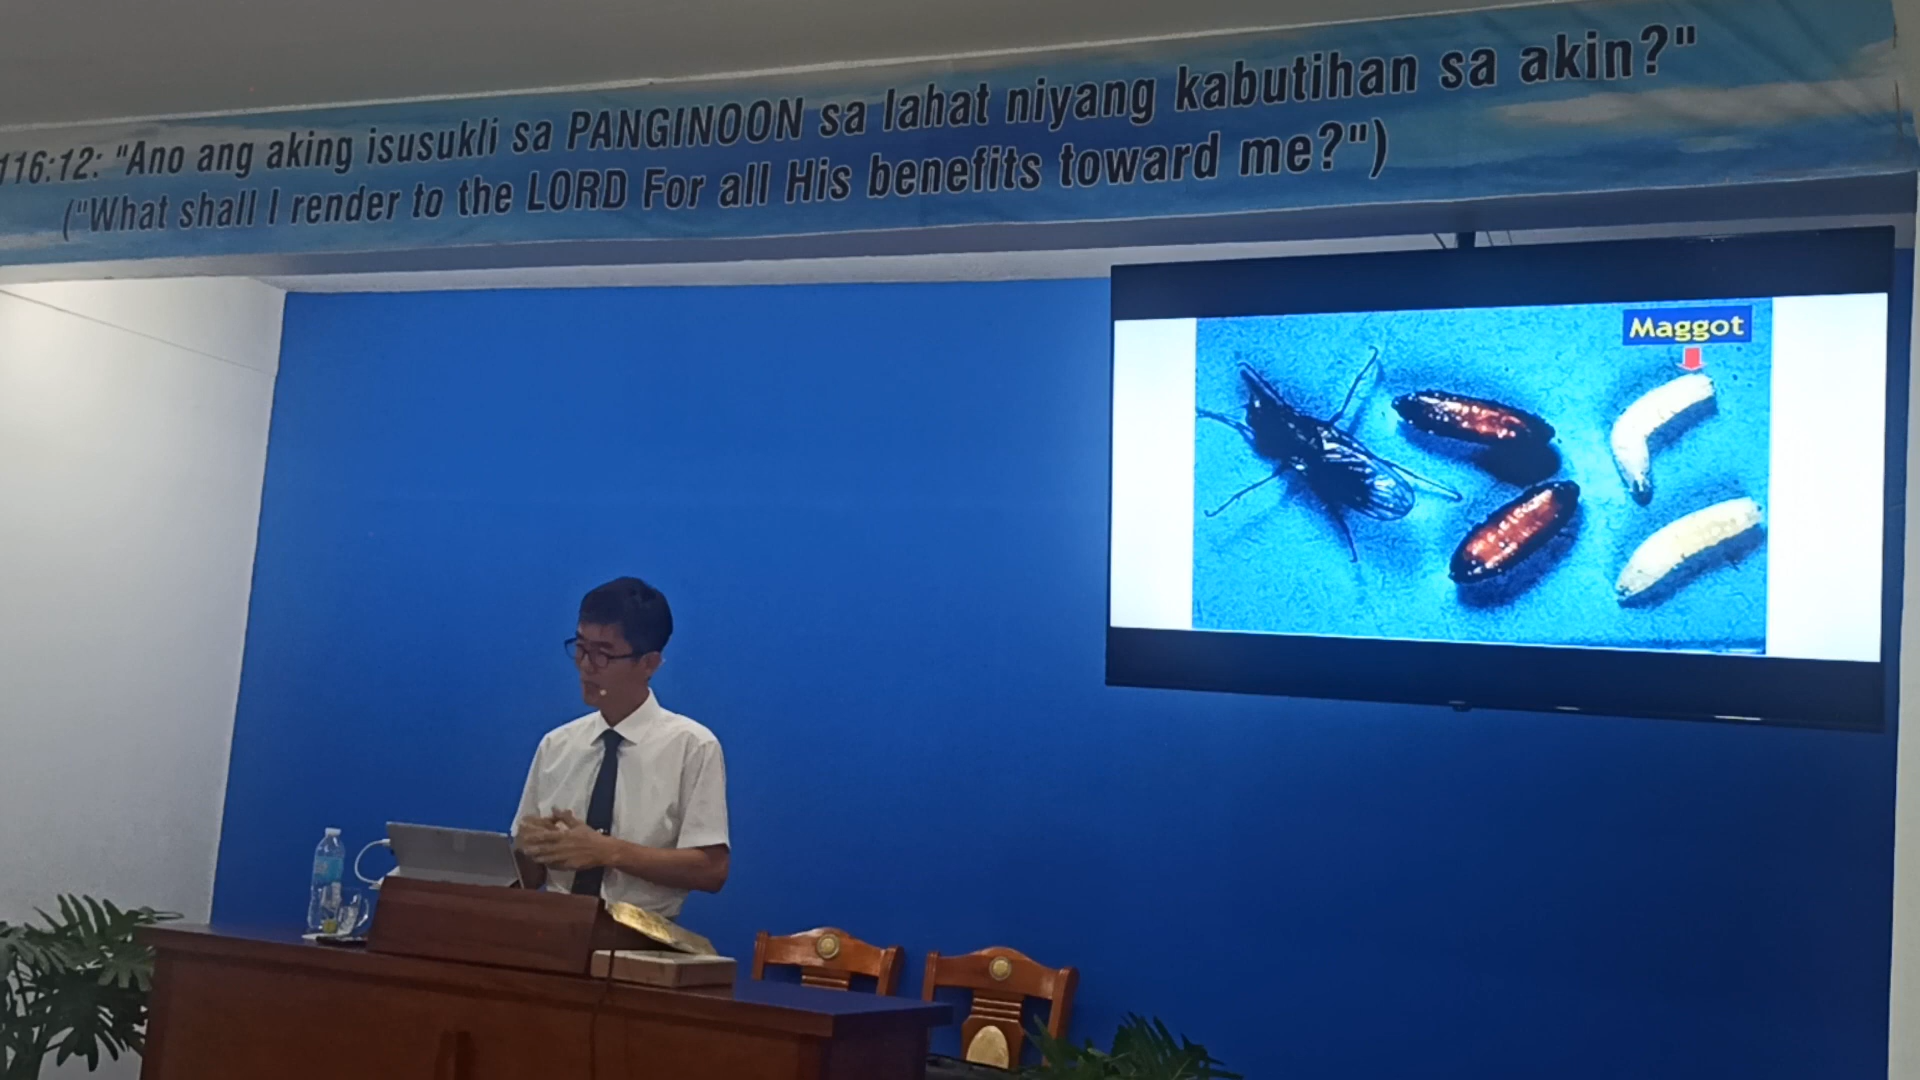 116:12: "Ano ang aking isusukli sa PANGINOON sa lahat niyang kabutihan sa akin?"
("What shall I render to the LORD For all His benefits toward me?")
Maggot